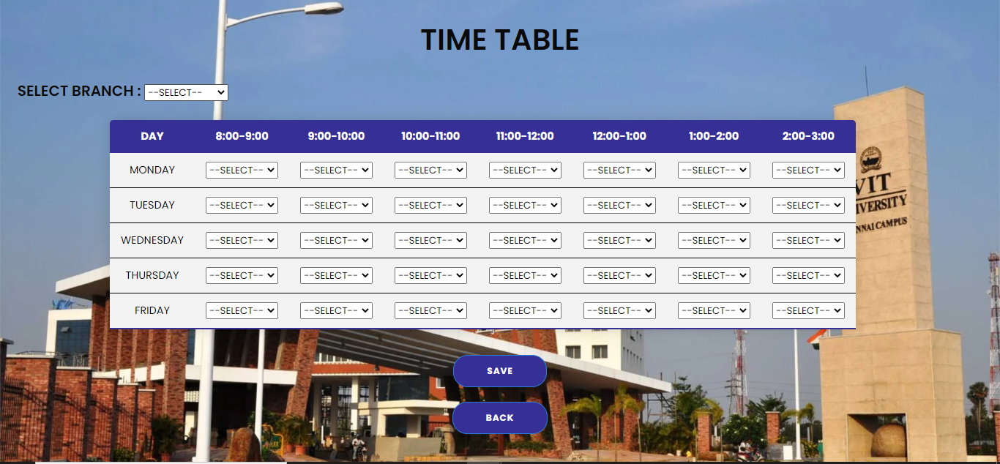 TIME TABLE
SELECT BRANCH : --SELECT--
DAY 8:00-9:00 9:00-10:00 10:00-11:00 11:00-12:00 12:00-1:00 1:00-2:00 2:00-3:00
MONDAY --SELECT-- --SELECT-- --SELECT-- --SELECT-- --SELECT-- --SELECT-- --SELECT--
TUESDAY --SELECT-- --SELECT-- --SELECT-- --SELECT-- --SELECT-- --SELECT-- --SELECT--
WEDNESDAY --SELECT-- --SELECT-- --SELECT-- --SELECT-- --SELECT-- --SELECT-- --SELECT--
THURSDAY --SELECT-- --SELECT-- --SELECT-- --SELECT-- --SELECT-- --SELECT-- --SELECT--
FRIDAY --SELECT-- --SELECT-- --SELECT-- --SELECT-- --SELECT-- --SELECT-- --SELECT--
VIT
IVERSITY
NNAI CAMPUS
SAVE
BACK